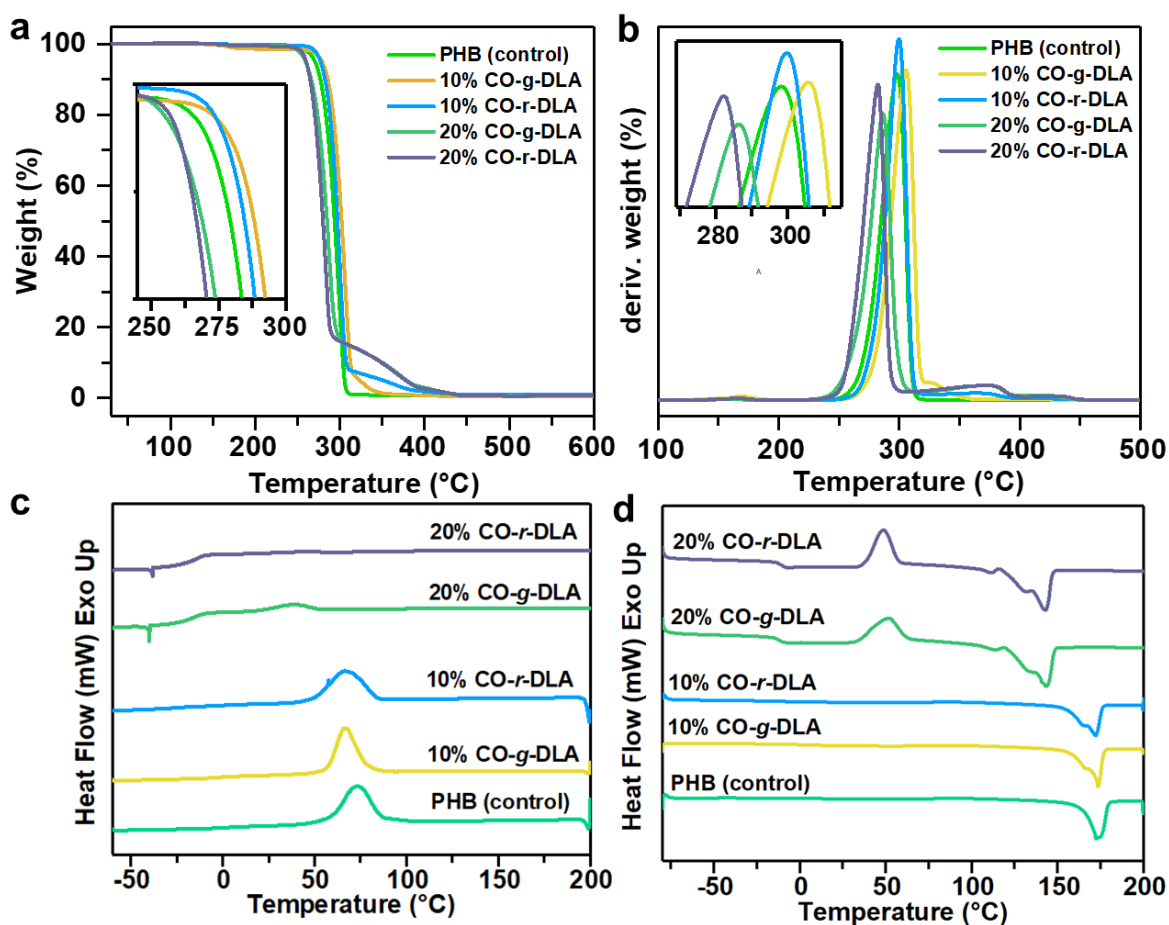 a
100
80
60
40
20
0
Weight (%)
PHB (control)
10% CO-g-DLA
10% CO-r-DLA
20% CO-g-DLA
20% CO-r-DLA
250 275 300
100 200 300 400 500 600
Temperature (°C)
b
deriv. weight (%)
PHB (control)
10% CO-g-DLA
10% CO-r-DLA
20% CO-g-DLA
20% CO-r-DLA
280 300
^
100 200 300 400 500
Temperature (°C)
c
Heat Flow (mW) Exo Up
20% CO-r-DLA
20% CO-g-DLA
10% CO-r-DLA
10% CO-g-DLA
PHB (control)
-50 0 50 100 150 200
Temperature (°C)
d
Heat Flow (mW) Exo Up
20% CO-r-DLA
20% CO-g-DLA
10% CO-r-DLA
10% CO-g-DLA
PHB (control)
-50 0 50 100 150 200
Temperature (°C)